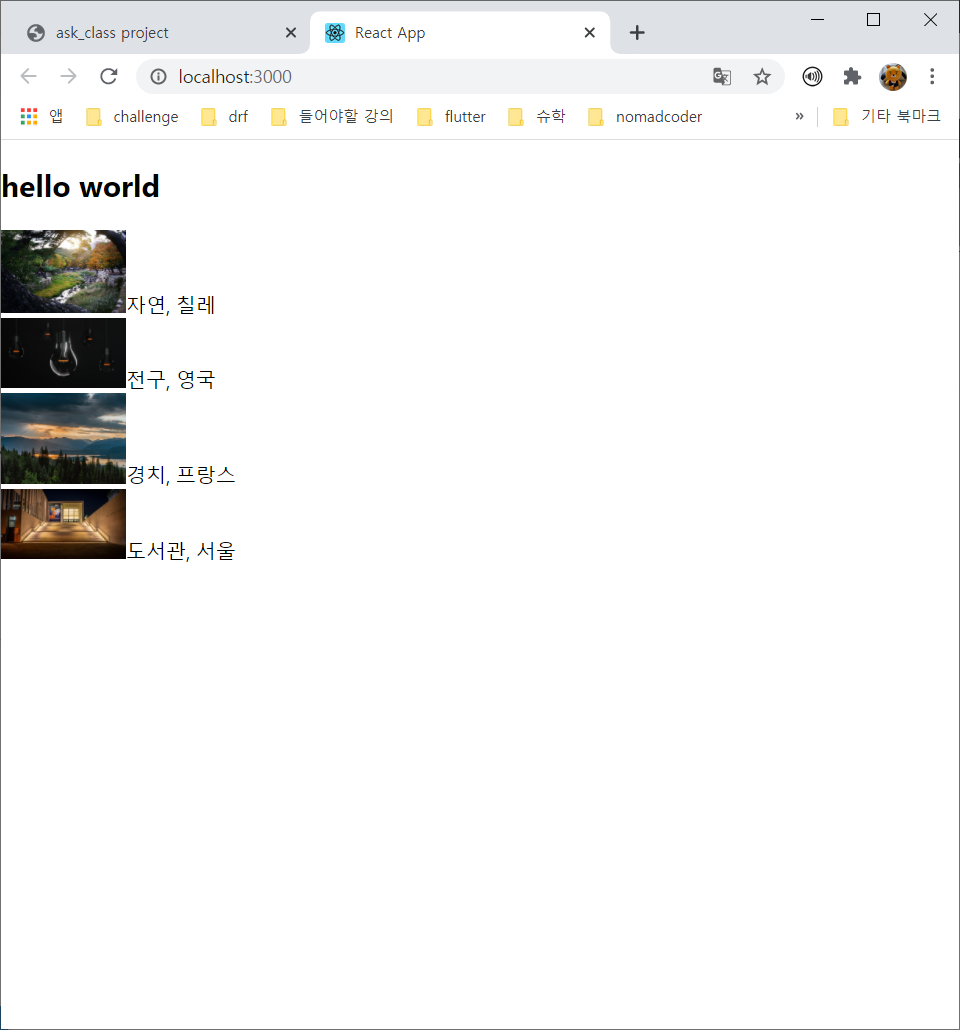 ask_class project
React App
localhost:3000
앱 challenge drf 들어야할 강의 flutter 슈학 nomadcoder » 기타 북마크
hello world
자연, 칠레
전구, 영국
경치, 프랑스
도서관, 서울